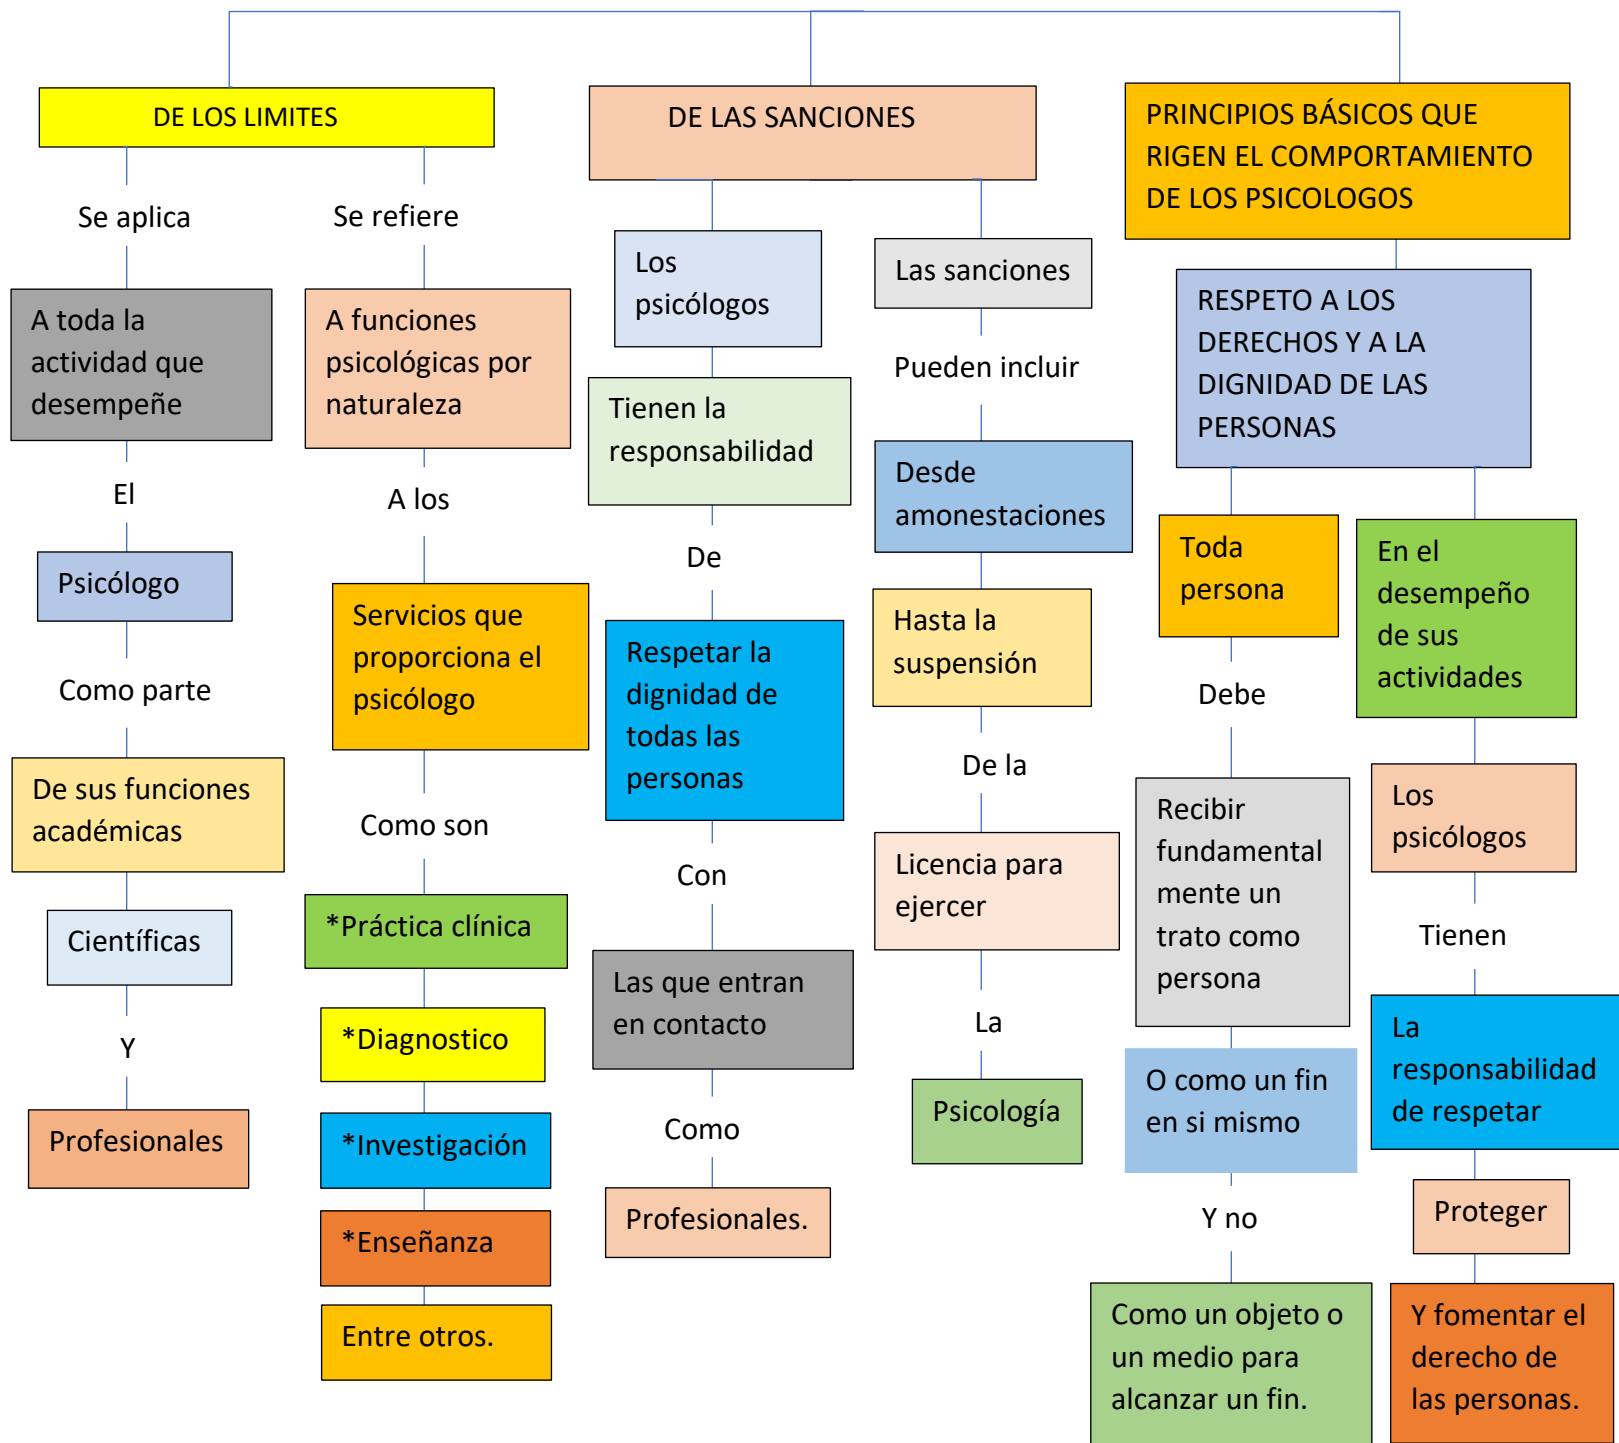 DE LOS LIMITES
Se aplica
A toda la
actividad que
desempeñe
El
Psicólogo
Como parte
De sus funciones
académicas
Científicas
Y
Profesionales
Se refiere
A funciones
psicológicas por
naturaleza
A los
Servicios que
proporciona el
psicólogo
Como son
*Práctica clínica
*Diagnostico
*Investigación
*Enseñanza
Entre otros.
DE LAS SANCIONES
Los
psicólogos
Tienen la
responsabilidad
De
Respetar la
dignidad de
todas las
personas
Con
Las que entran
en contacto
Como
Profesionales.
Las sanciones
Pueden incluir
Desde
amonestaciones
Hasta la
suspensión
De la
Licencia para
ejercer
La
Psicología
PRINCIPIOS BÁSICOS QUE
RIGEN EL COMPORTAMIENTO
DE LOS PSICOLOGOS
RESPETO A LOS
DERECHOS Y A LA
DIGNIDAD DE LAS
PERSONAS
Toda
persona
Debe
Recibir
fundamental
mente un
trato como
persona
O como un fin
en si mismo
Y no
Como un objeto o
un medio para
alcanzar un fin.
En el
desempeño
de sus
actividades
Los
psicólogos
Tienen
La
responsabilidad
de respetar
Proteger
Y fomentar el
derecho de
las personas.